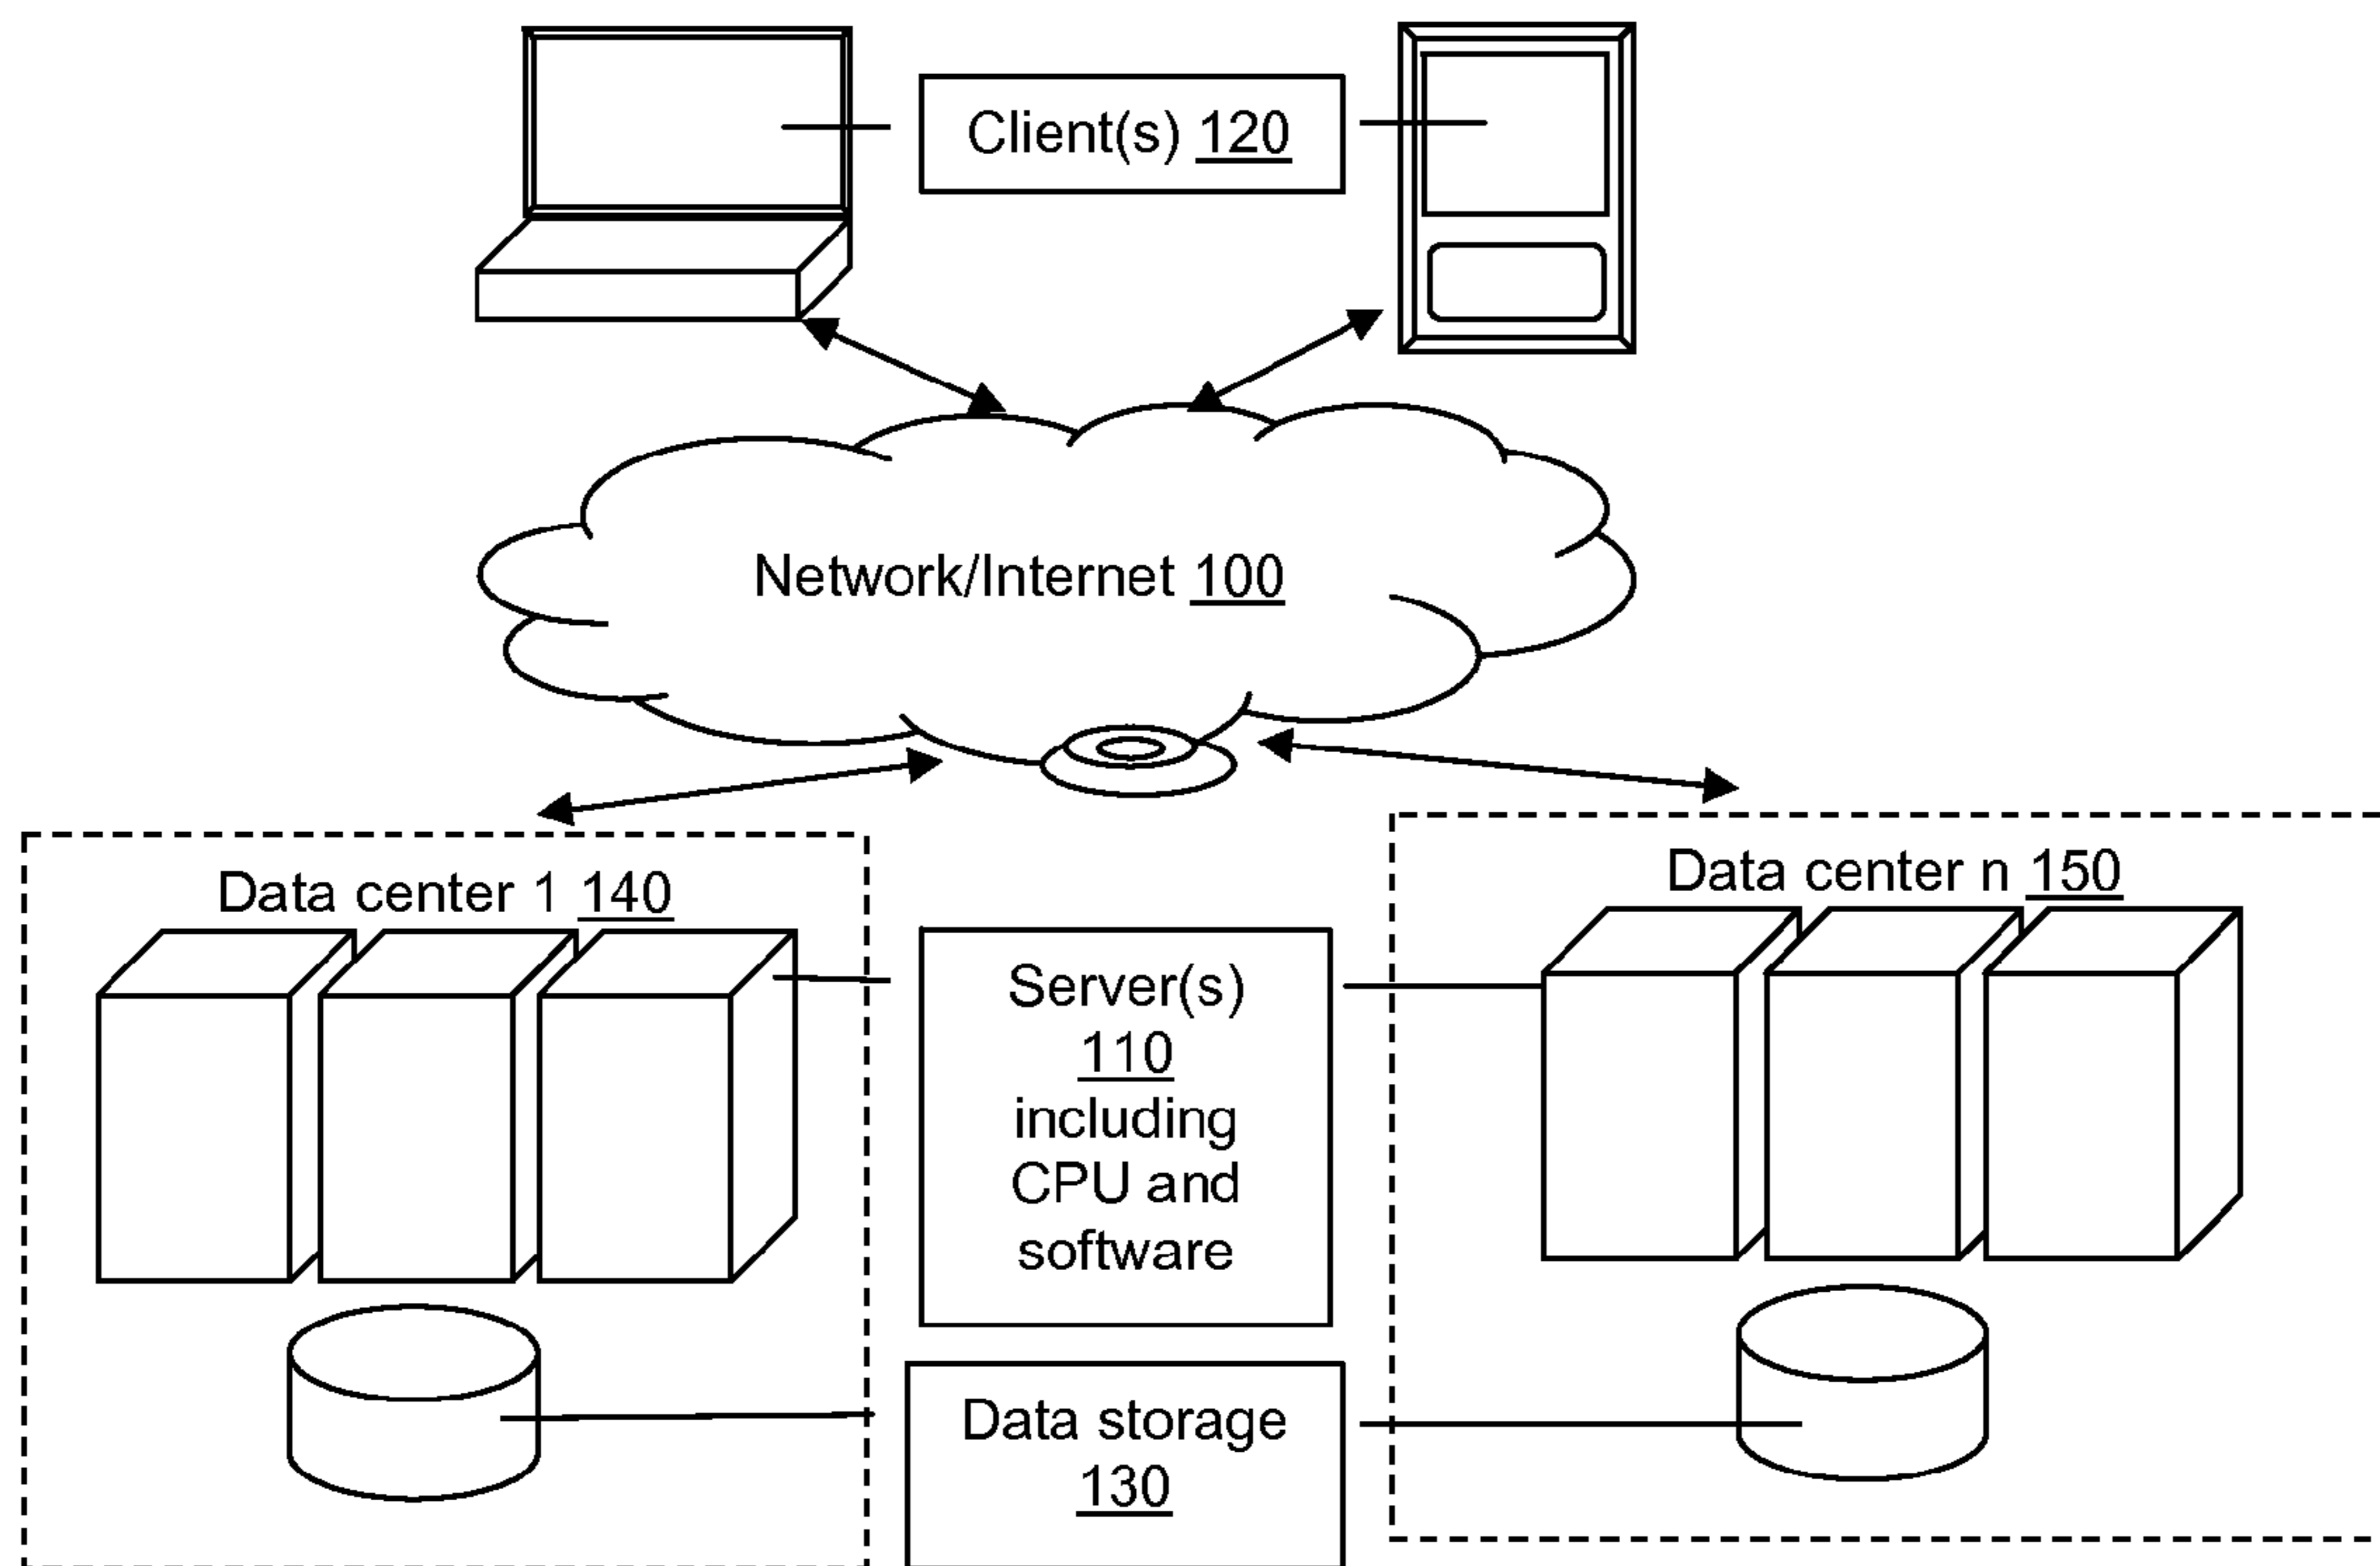 Client(s) 120
Network/Internet 100
Data center 1 140
Data center n 150
Server(s)
110
including
CPU and
software
Data storage
130